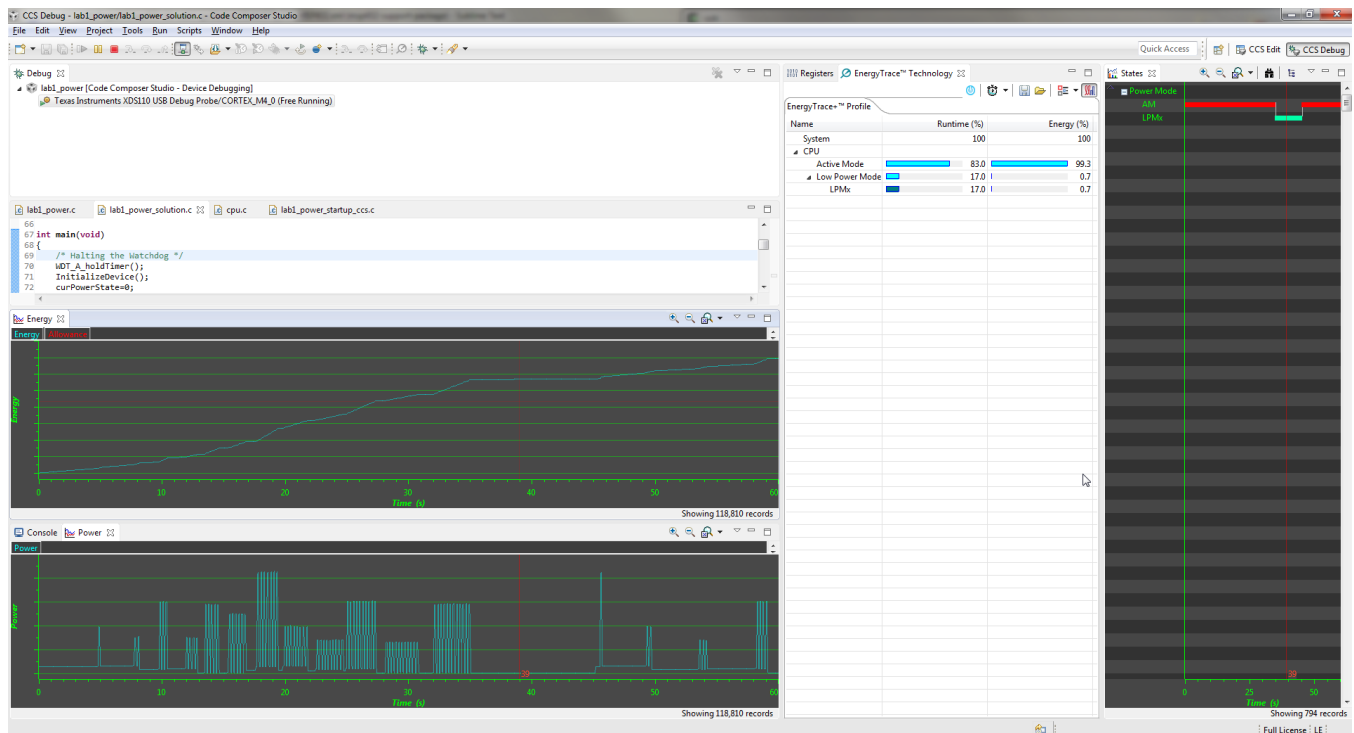 CCS Debug - lab1_power/lab1_power_solution.c - Code Composer Studio
File Edit View Project Tools Run Scripts Window Help
Quick Access CCS Edit CCS Debug
Debug
lab1_power [Code Composer Studio - Device Debugging]
Texas Instruments XDS110 USB Debug Probe/CORTEX_M4_0 (Free Running)
lab1_power.c lab1_power_solution.c cpu.c lab1_power_startup_ccs.c
66
67 int main(void)
68 {
69 /* Halting the Watchdog */
70 WDT_A_holdTimer();
71 InitializeDevice();
72 curPowerState=0;
Energy
Energy Allowance
Energy
0 10 20 30 40 50 60
Time (s)
Showing 118,810 records
Console Power
Power
Power
39
0 10 20 30 40 50 60
Time (s)
Showing 118,810 records
Registers EnergyTrace™ Technology
EnergyTrace+™ Profile
Name Runtime (%) Energy (%)
System 100 100
CPU
Active Mode 83.0 99.3
Low Power Mode 17.0 0.7
LPMx 17.0 0.7
States
Power Mode
AM
LPMx
39
0 25 50
Time (s)
Showing 794 records
Full License LE